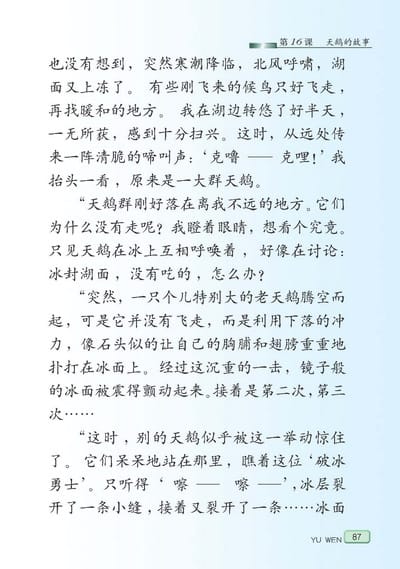 第16课 天鹅的故事
也没有想到，突然寒潮降临，北风呼啸，湖
面又上冻了。 有些刚飞来的候鸟只好飞走，
再找暖和的地方。 我在湖边转悠了好半天，
一无所获，感到十分扫兴。这时，从远处传
来一阵清脆的啼叫声：‘克噜 —— 克哩！’我
抬头一看，原来是一大群天鹅。
“天鹅群刚好落在离我不远的地方。它们
为什么没有走呢？我瞪着眼睛，想看个究竟。
只见天鹅在冰上互相呼唤着，好像在讨论：
冰封湖面，没有吃的，怎么办？
“突然，一只个儿特别大的老天鹅腾空而
起，可是它并没有飞走，而是利用下落的冲
力，像石头似的让自己的胸脯和翅膀重重地
扑打在冰面上。 经过这沉重的一击，镜子般
的冰面被震得颤动起来。接着是第二次，第三
次……
“这时，别的天鹅似乎被这一举动惊住
了。 它们呆呆地站在那里，瞧着这位‘破冰
勇士’。只听得‘ 嚓 —— 嚓 ——’，冰层裂
开了一条小缝，接着又裂开了一条……冰面
YU WEN 87